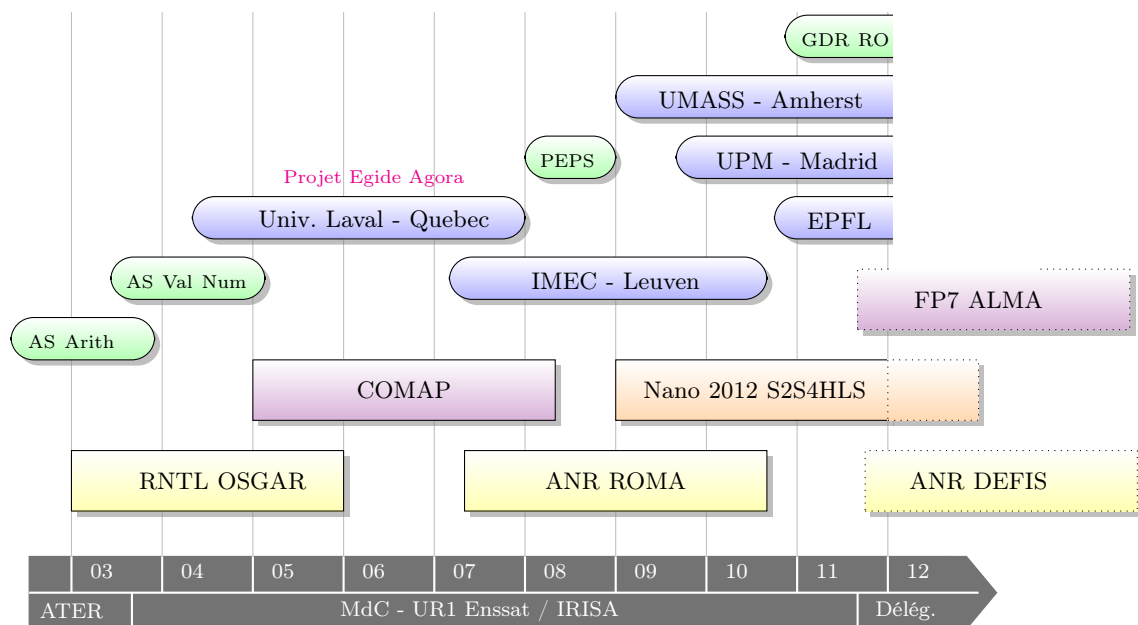 GDR RO
UMASS - Amherst
PEPS
UPM - Madrid
Projet Egide Agora
Univ. Laval - Quebec
EPFL
AS Val Num
IMEC - Leuven
FP7 ALMA
AS Arith
COMAP
Nano 2012 S2S4HLS
RNTL OSGAR
ANR ROMA
ANR DEFIS
03 04 05 06 07 08 09 10 11 12
ATER MdC - UR1 Enssat / IRISA Délég.